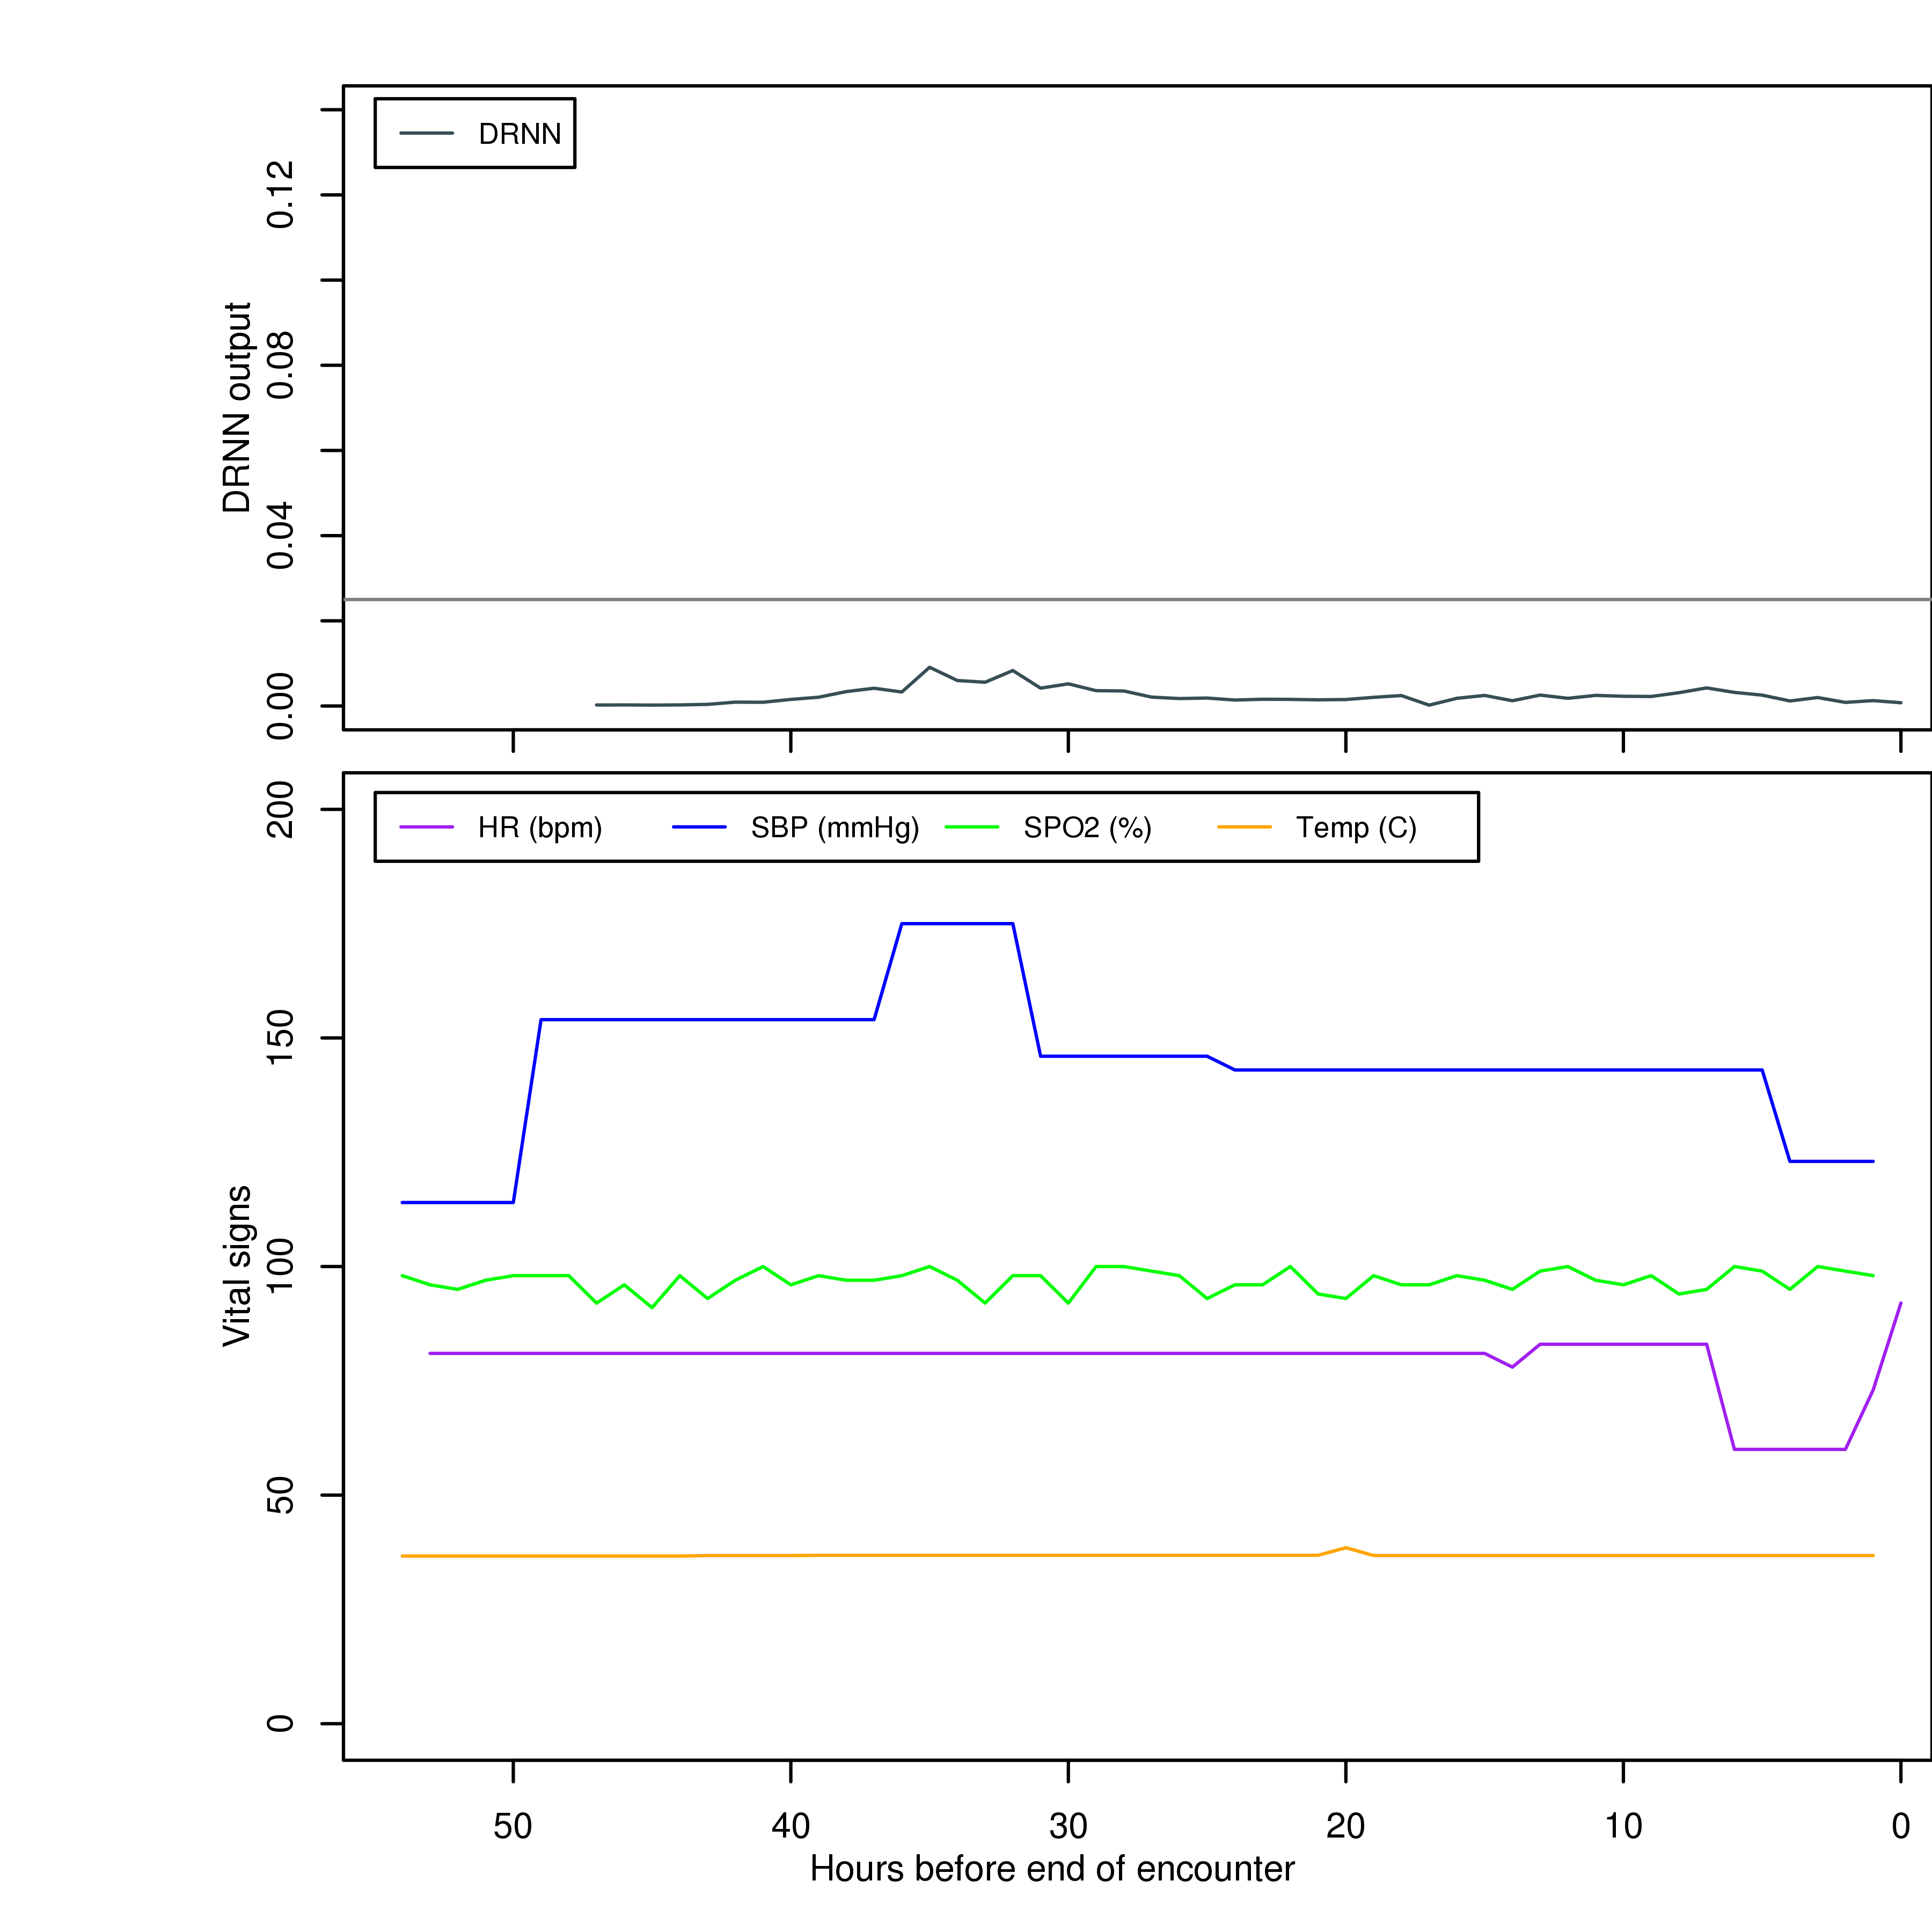 DRNN
0.12
0.08
0.04
0.00
DRNN output
HR (bpm) SBP (mmHg) SPO2 (%) Temp (C)
200
150
100
50
0
Vital signs
50 40 30 20 10 0
Hours before end of encounter